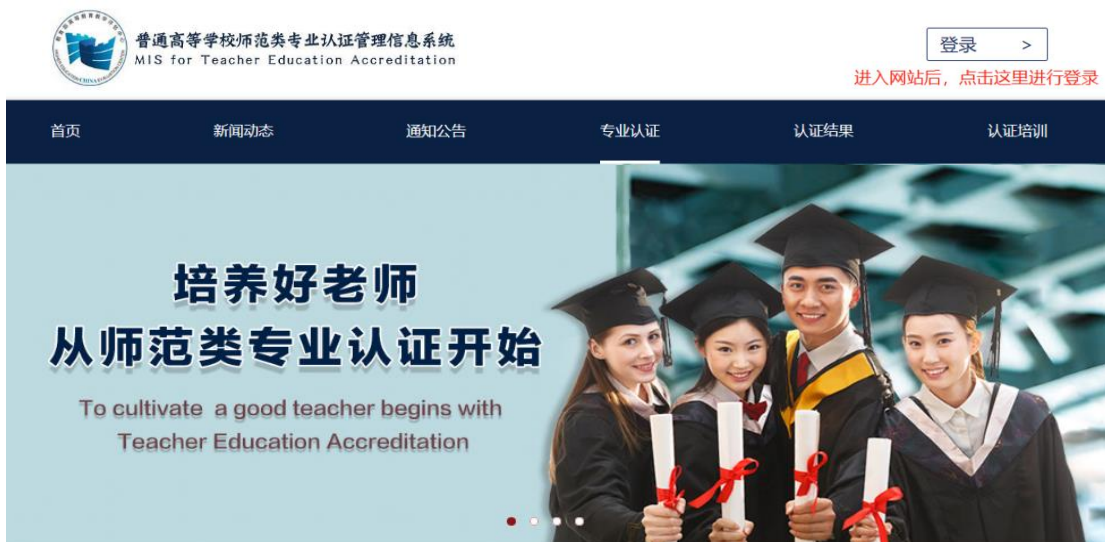 普通高等学校师范类专业认证管理信息系统
MIS for Teacher Education Accreditation
登录 >
进入网站后，点击这里进行登录
首页 新闻动态 通知公告 专业认证 认证结果 认证培训
培养好老师
从师范类专业认证开始
To cultivate a good teacher begins with
Teacher Education Accreditation